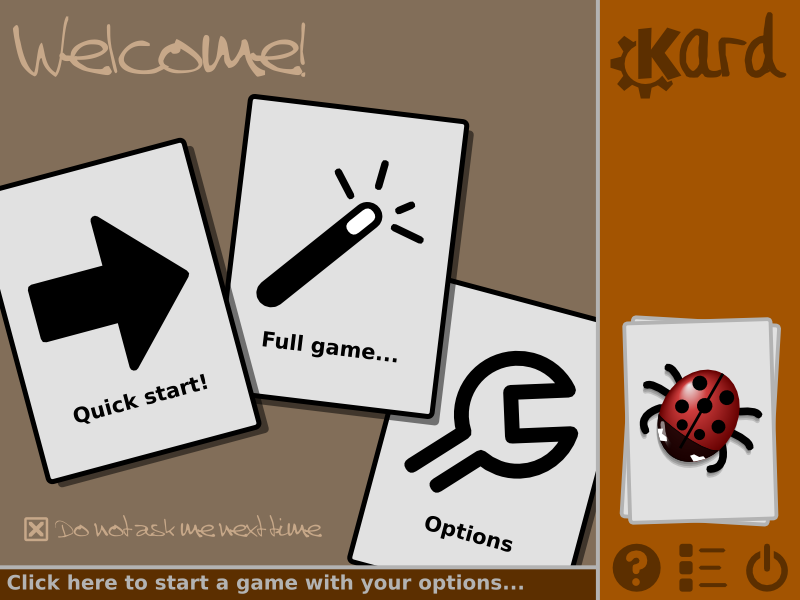 Welcome!
Kard
Full game...
Quick start!
Options
Do not ask me next time
Click here to start a game with your options...